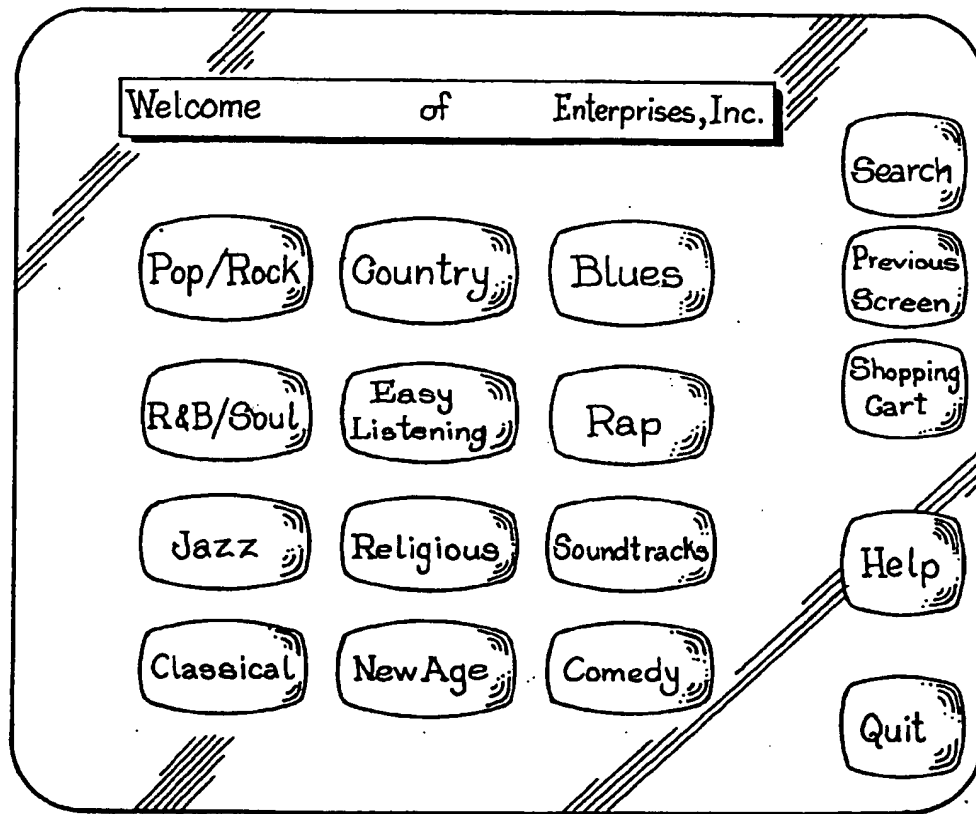 Welcome of Enterprises, Inc.
Search
Pop/Rock
Country
Blues
Previous
Screen
R&B/Soul
Easy
Listening
Rap
Shopping
Cart
Jazz
Religious
Soundtracks
Help
Classical
New Age
Comedy
Quit